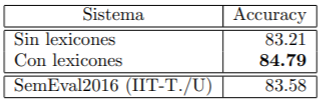 Sistema Accuracy
Sin lexicones 83.21
Con lexicones 84.79
SemEval2016 (IIT-T./U) 83.58